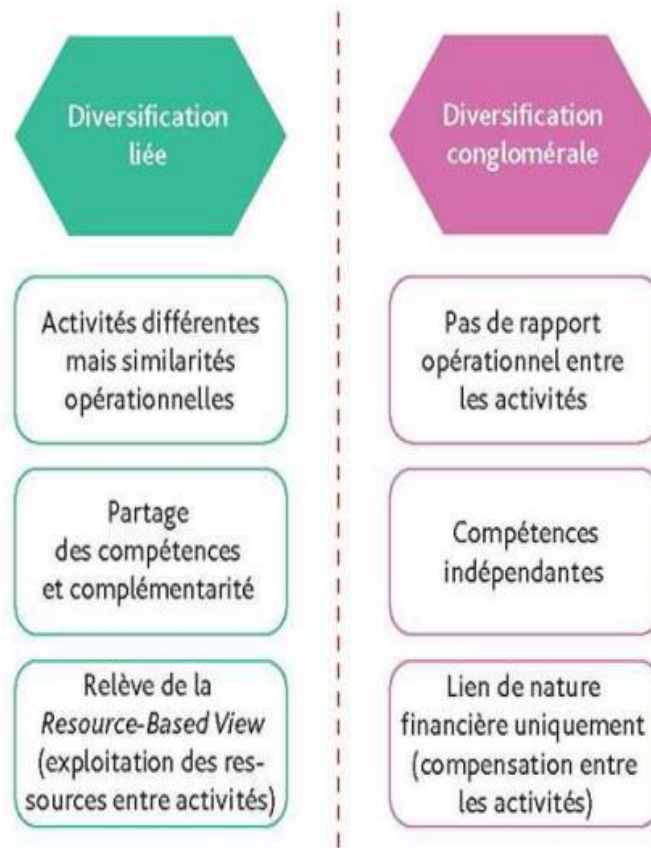 Diversification
liée
Activités différentes
mais similarités
opérationnelles
Partage
des compétences
et complémentarité
Relève de la
Resource-Based View
(exploitation des res-
sources entre activités)
Diversification
conglomérale
Pas de rapport
opérationnel entre
les activités
Compétences
indépendantes
Lien de nature
financière uniquement
(compensation entre
les activités)